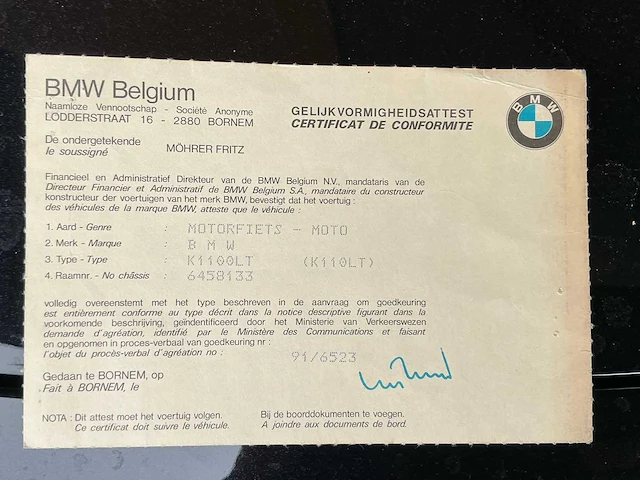 BMW Belgium
Naamloze Vennootschap - Société Anonyme
LODDERSTRAAT 16 - 2880 BORNEM
GELIJKVORMIGHEIDSATTEST
CERTIFICAT DE CONFORMITE
BMW
De ondergetekende
le soussigné
MÖHRER FRITZ
Financieel en Administratief Direkteur van de BMW Belgium N.V., mandataris van de
Directeur Financier et Administratif de BMW Belgium S.A., mandataire du constructeur
konstructeur der voertuigen van het merk BMW, bevestigt dat het voertuig :
des véhicules de la marque BMW, atteste que le véhicule :
1. Aard - Genre : MOTORFIETS - MOTO
2. Merk - Marque : B M W
3. Type - Type : K1100LT (K110LT)
4. Raamnr. - No châssis : 6458133
volledig overeenstemt met het type beschreven in de aanvraag om goedkeuring
est entièrement conforme au type décrit dans la notice descriptive figurant dans la
voorkomende beschrijving, geïndentificeerd door het Ministerie van Verkeerswezen
demande d'agréation, identifié par le Ministère des Communications et faisant
en opgenomen in proces-verbaal van goedkeuring nr :
l'objet du procès-verbal d'agréation no : 91/6523
Gedaan te BORNEM, op
Fait à BORNEM, le
NOTA : Dit attest moet het voertuig volgen.
Ce certificat doit suivre le véhicule.
Bij de boorddokumenten te voegen.
A joindre aux documents de bord.